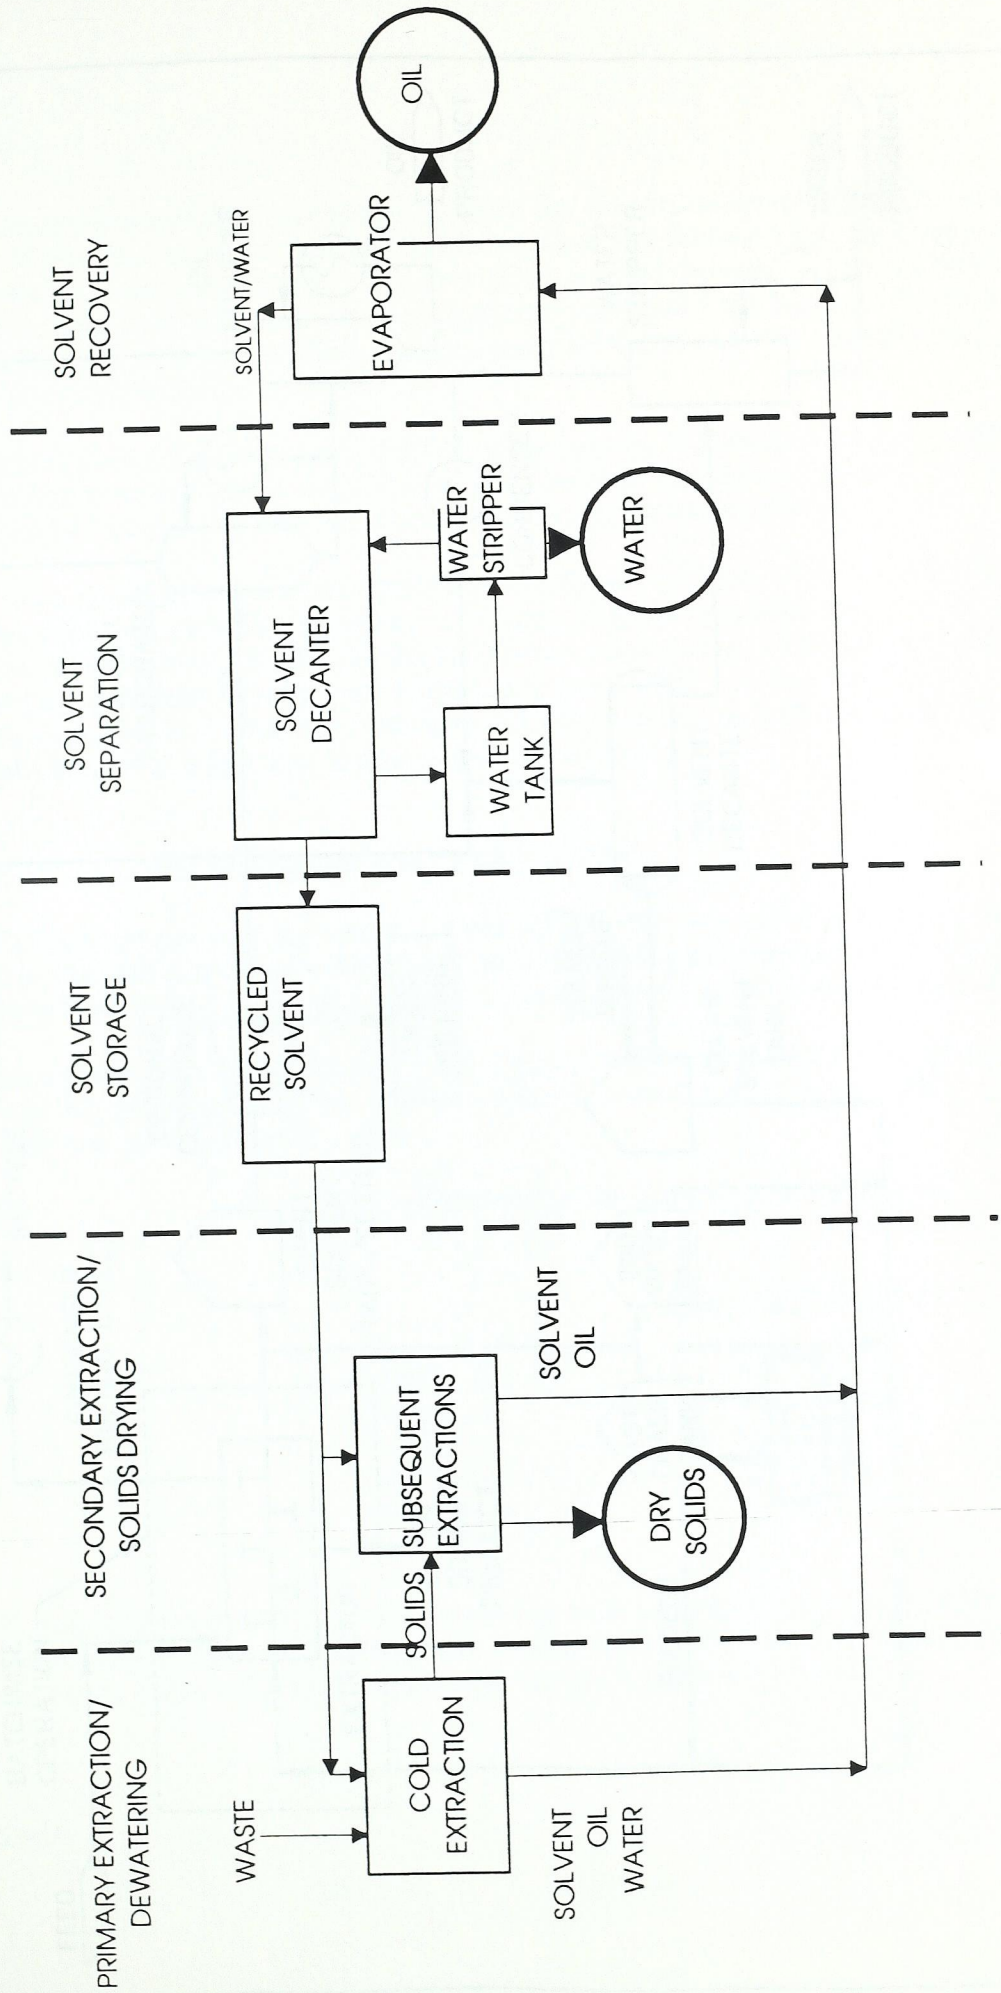 PRIMARY EXTRACTION/
DEWATERING
SECONDARY EXTRACTION/
SOLIDS DRYING
SOLVENT
STORAGE
SOLVENT
SEPARATION
SOLVENT
RECOVERY
WASTE
COLD
EXTRACTION
SOLVENT
OIL
WATER
SOLIDS
SUBSEQUENT
EXTRACTIONS
DRY
SOLIDS
SOLVENT
OIL
RECYCLED
SOLVENT
SOLVENT
DECANTER
WATER
TANK
WATER
STRIPPER
WATER
SOLVENT/WATER
EVAPORATOR
OIL